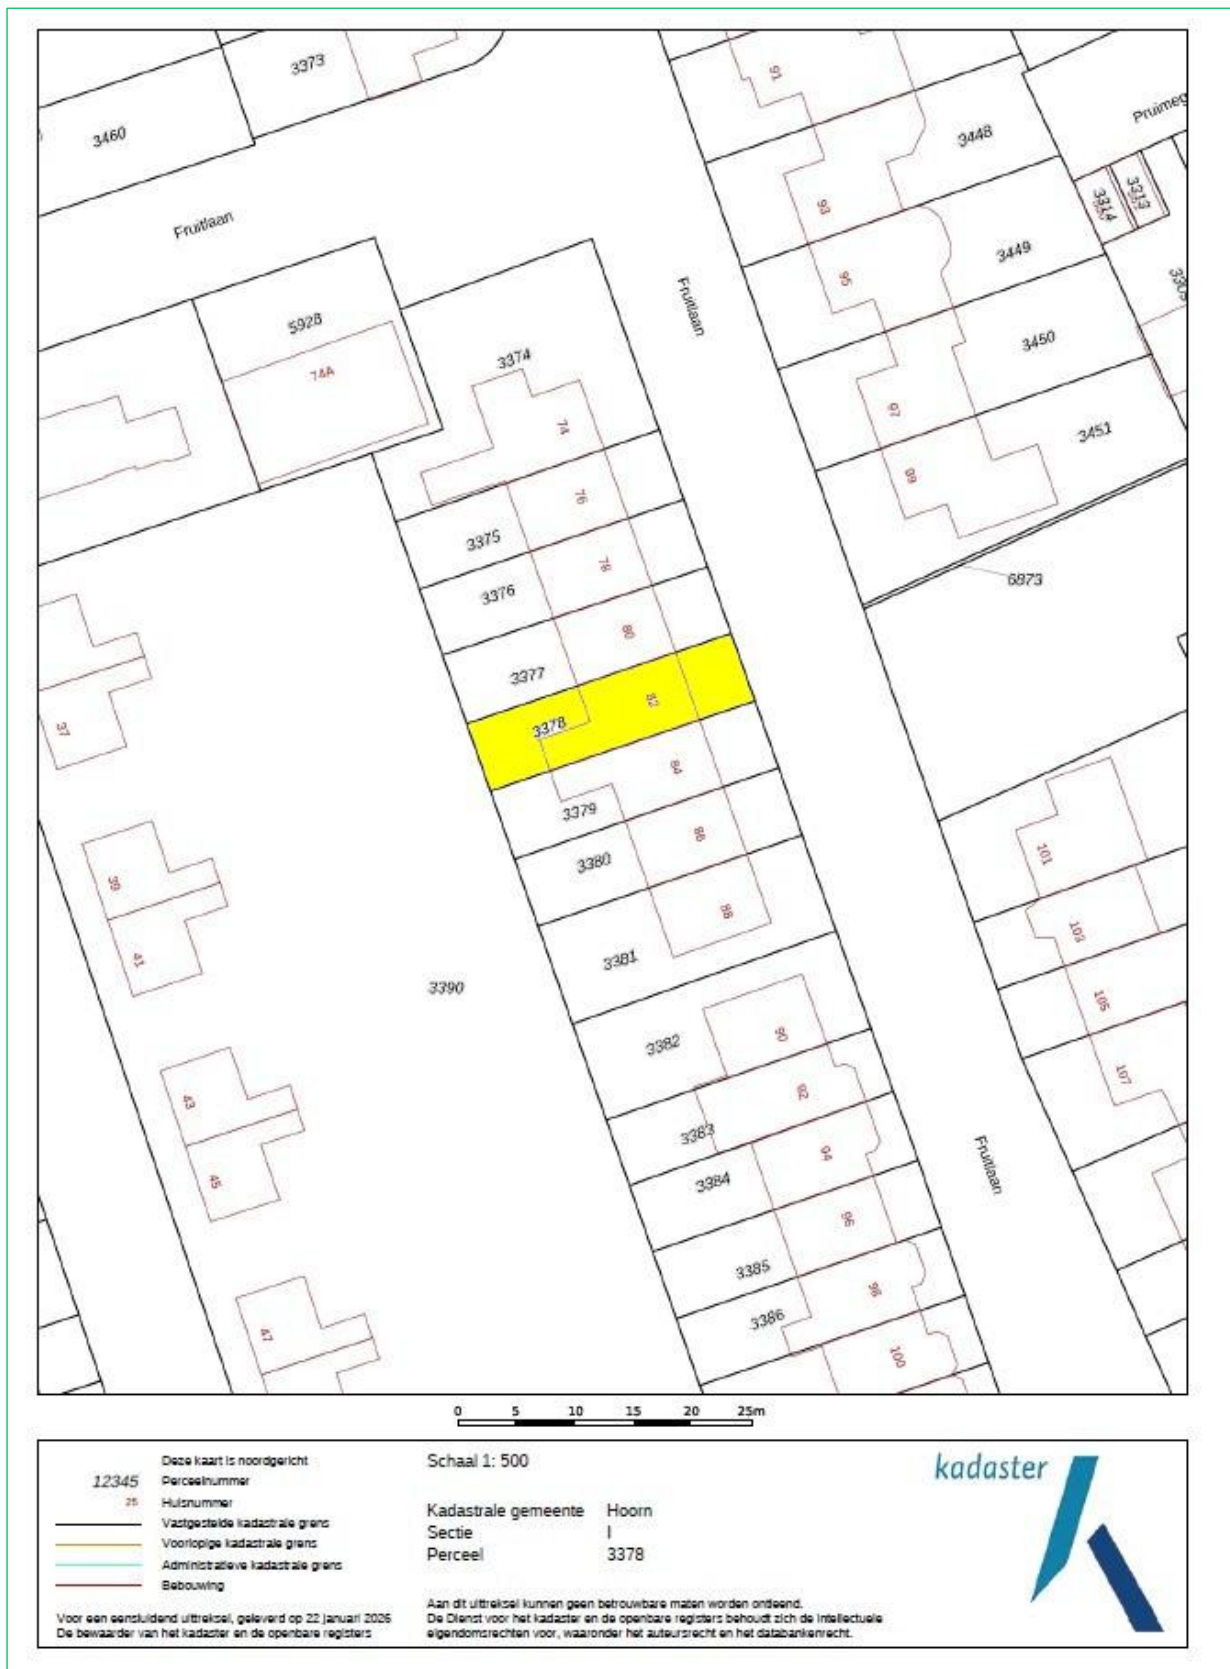 3373
3460
Fruitlaan
91
3448
3314
3313
93
3449
95
Fruitlaan
5928
74A
3374
3450
97
74
3451
99
76
3375
78
3376
6873
80
3377
82
3378
37
84
3379
86
3380
101
39
88
103
41
3381
3390
105
3382
90
107
43
92
3383
94
45
3384
Fruitlaan
96
3385
98
3386
47
100
0 5 10 15 20 25m
Deze kaart is noordgericht
12345 Perceelnummer
25 Huisnummer
Vastgestelde kadastrale grens
Voorlopige kadastrale grens
Administratieve kadastrale grens
Bebouwing
Voor een eensluidend uittreksel, geleverd op 22 januari 2026
De bewaarder van het kadaster en de openbare registers
Schaal 1: 500
Kadastrale gemeente Hoorn
Sectie I
Perceel 3378
Aan dit uittreksel kunnen geen betrouwbare maten worden ontleend.
De Dienst voor het kadaster en de openbare registers behoudt zich de intellectuele
eigendomsrechten voor, waaronder het auteursrecht en het databankenrecht.
kadaster